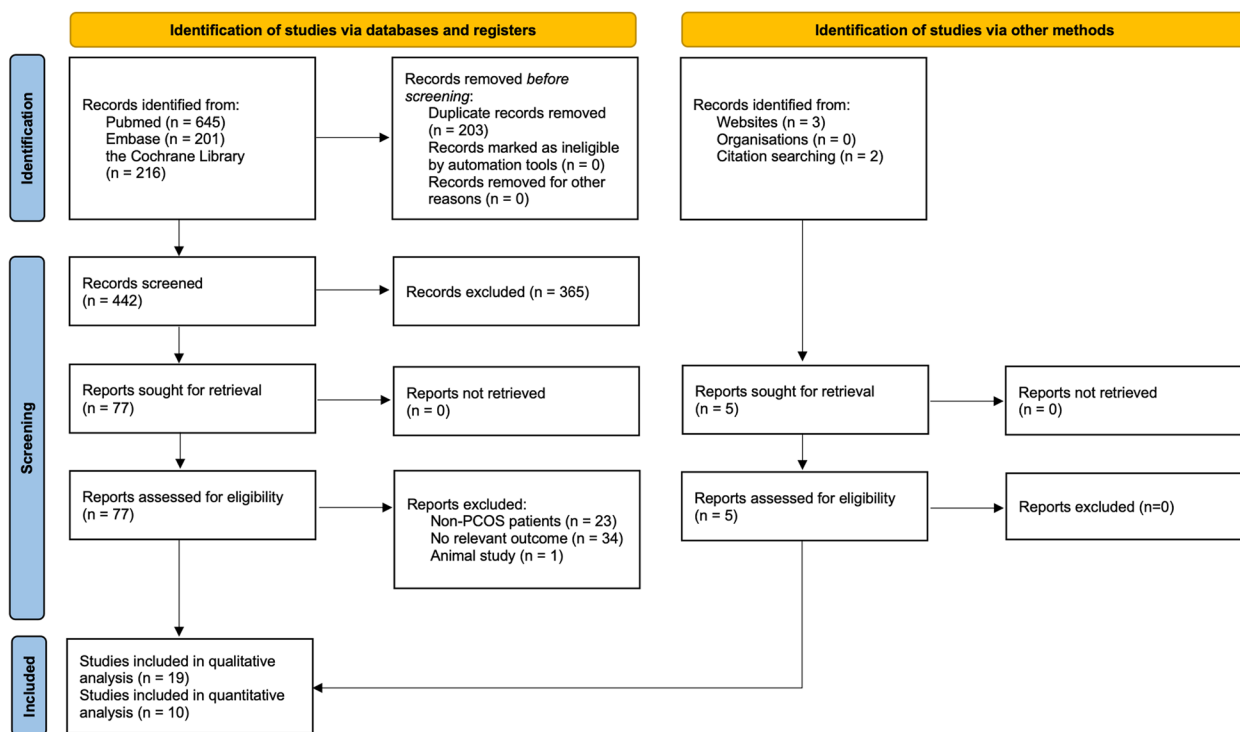 Identification of studies via databases and registers
Identification of studies via other methods
Identification
Records identified from:
Pubmed (n = 645)
Embase (n = 201)
the Cochrane Library
(n = 216)
Records removed before
screening:
Duplicate records removed
(n = 203)
Records marked as ineligible
by automation tools (n = 0)
Records removed for other
reasons (n = 0)
Records identified from:
Websites (n = 3)
Organisations (n = 0)
Citation searching (n = 2)
Screening
Records screened
(n = 442)
Records excluded (n = 365)
Reports sought for retrieval
(n = 77)
Reports not retrieved
(n = 0)
Reports sought for retrieval
(n = 5)
Reports not retrieved
(n = 0)
Reports assessed for eligibility
(n = 77)
Reports excluded:
Non-PCOS patients (n = 23)
No relevant outcome (n = 34)
Animal study (n = 1)
Reports assessed for eligibility
(n = 5)
Reports excluded (n=0)
Included
Studies included in qualitative
analysis (n = 19)
Studies included in quantitative
analysis (n = 10)